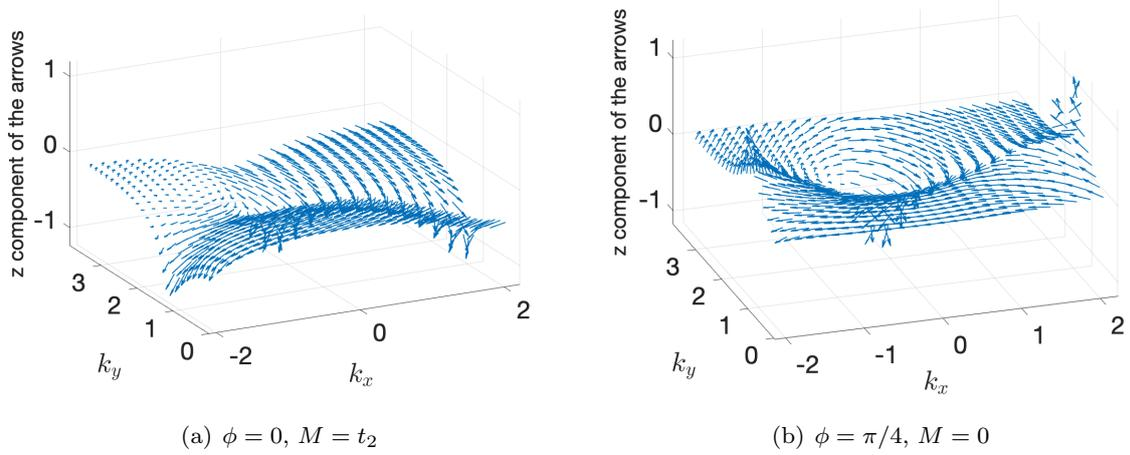 z component of the arrows
1
0
-1
3
2
1
0
k_y
-2
0
2
k_x
(a) ϕ = 0, M = t₂
z component of the arrows
1
0
-1
3
2
1
0
k_y
-2
-1
0
1
2
k_x
(b) ϕ = π/4, M = 0